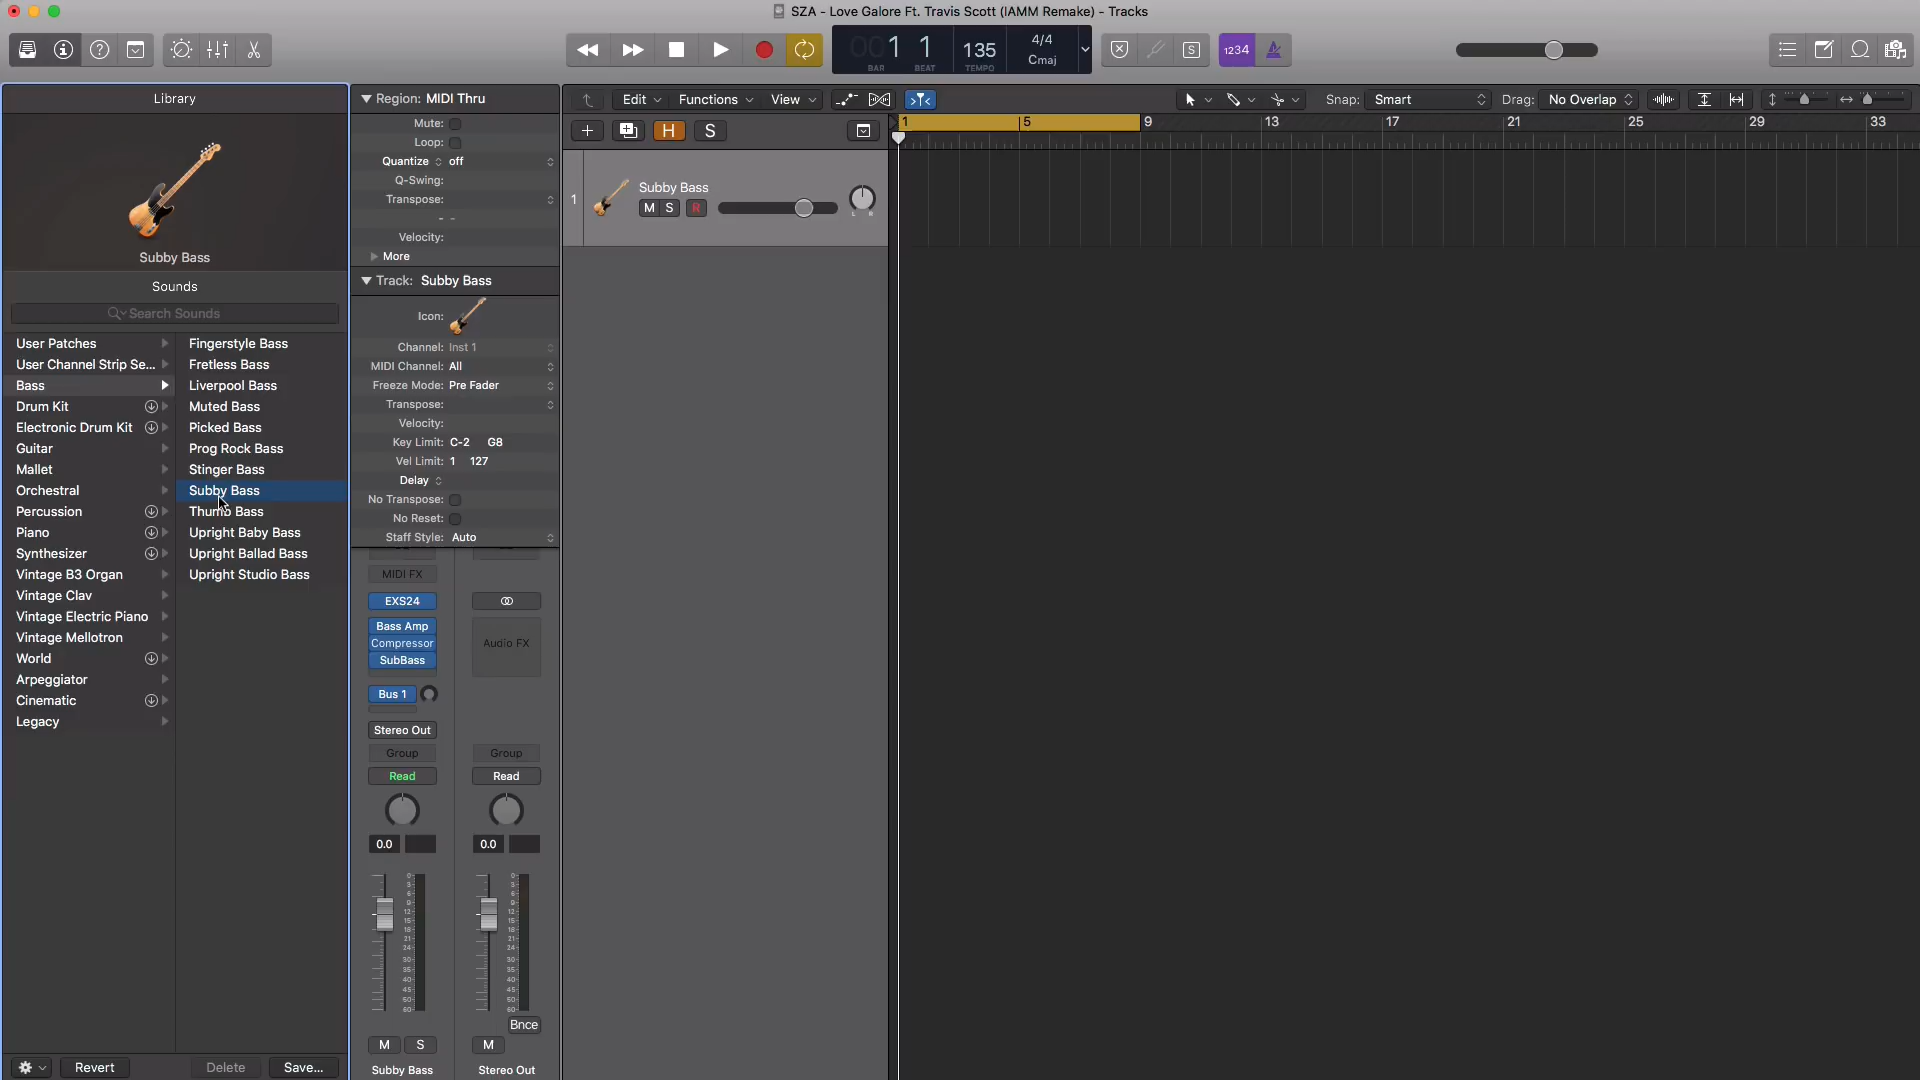 SZA - Love Galore Ft. Travis Scott (IAMM Remake) - Tracks
001 1 135 4/4 Cmaj
BAR BEAT TEMPO
S 1234
Library
Subby Bass
Sounds
Search Sounds
User Patches
User Channel Strip Se...
Bass
Drum Kit
Electronic Drum Kit
Guitar
Mallet
Orchestral
Percussion
Piano
Synthesizer
Vintage B3 Organ
Vintage Clav
Vintage Electric Piano
Vintage Mellotron
World
Arpeggiator
Cinematic
Legacy
Fingerstyle Bass
Fretless Bass
Liverpool Bass
Muted Bass
Picked Bass
Prog Rock Bass
Stinger Bass
Subby Bass
Thumb Bass
Upright Baby Bass
Upright Ballad Bass
Upright Studio Bass
Revert Delete Save...
Region: MIDI Thru
Mute:
Loop:
Quantize off
Q-Swing:
Transpose:
- -
Velocity:
More
Track: Subby Bass
Icon:
Channel: Inst 1
MIDI Channel: All
Freeze Mode: Pre Fader
Transpose:
Velocity:
Key Limit: C-2 G8
Vel Limit: 1 127
Delay
No Transpose:
No Reset:
Staff Style: Auto
MIDI FX
EXS24
Bass Amp
Compressor
SubBass
Audio FX
Bus 1
Stereo Out
Group Group
Read Read
0.0 0.0
Bnce
M S M
Subby Bass Stereo Out
Edit Functions View
Snap: Smart Drag: No Overlap
H S
1 5 9 13 17 21 25 29 33
1 Subby Bass
M S R
L R